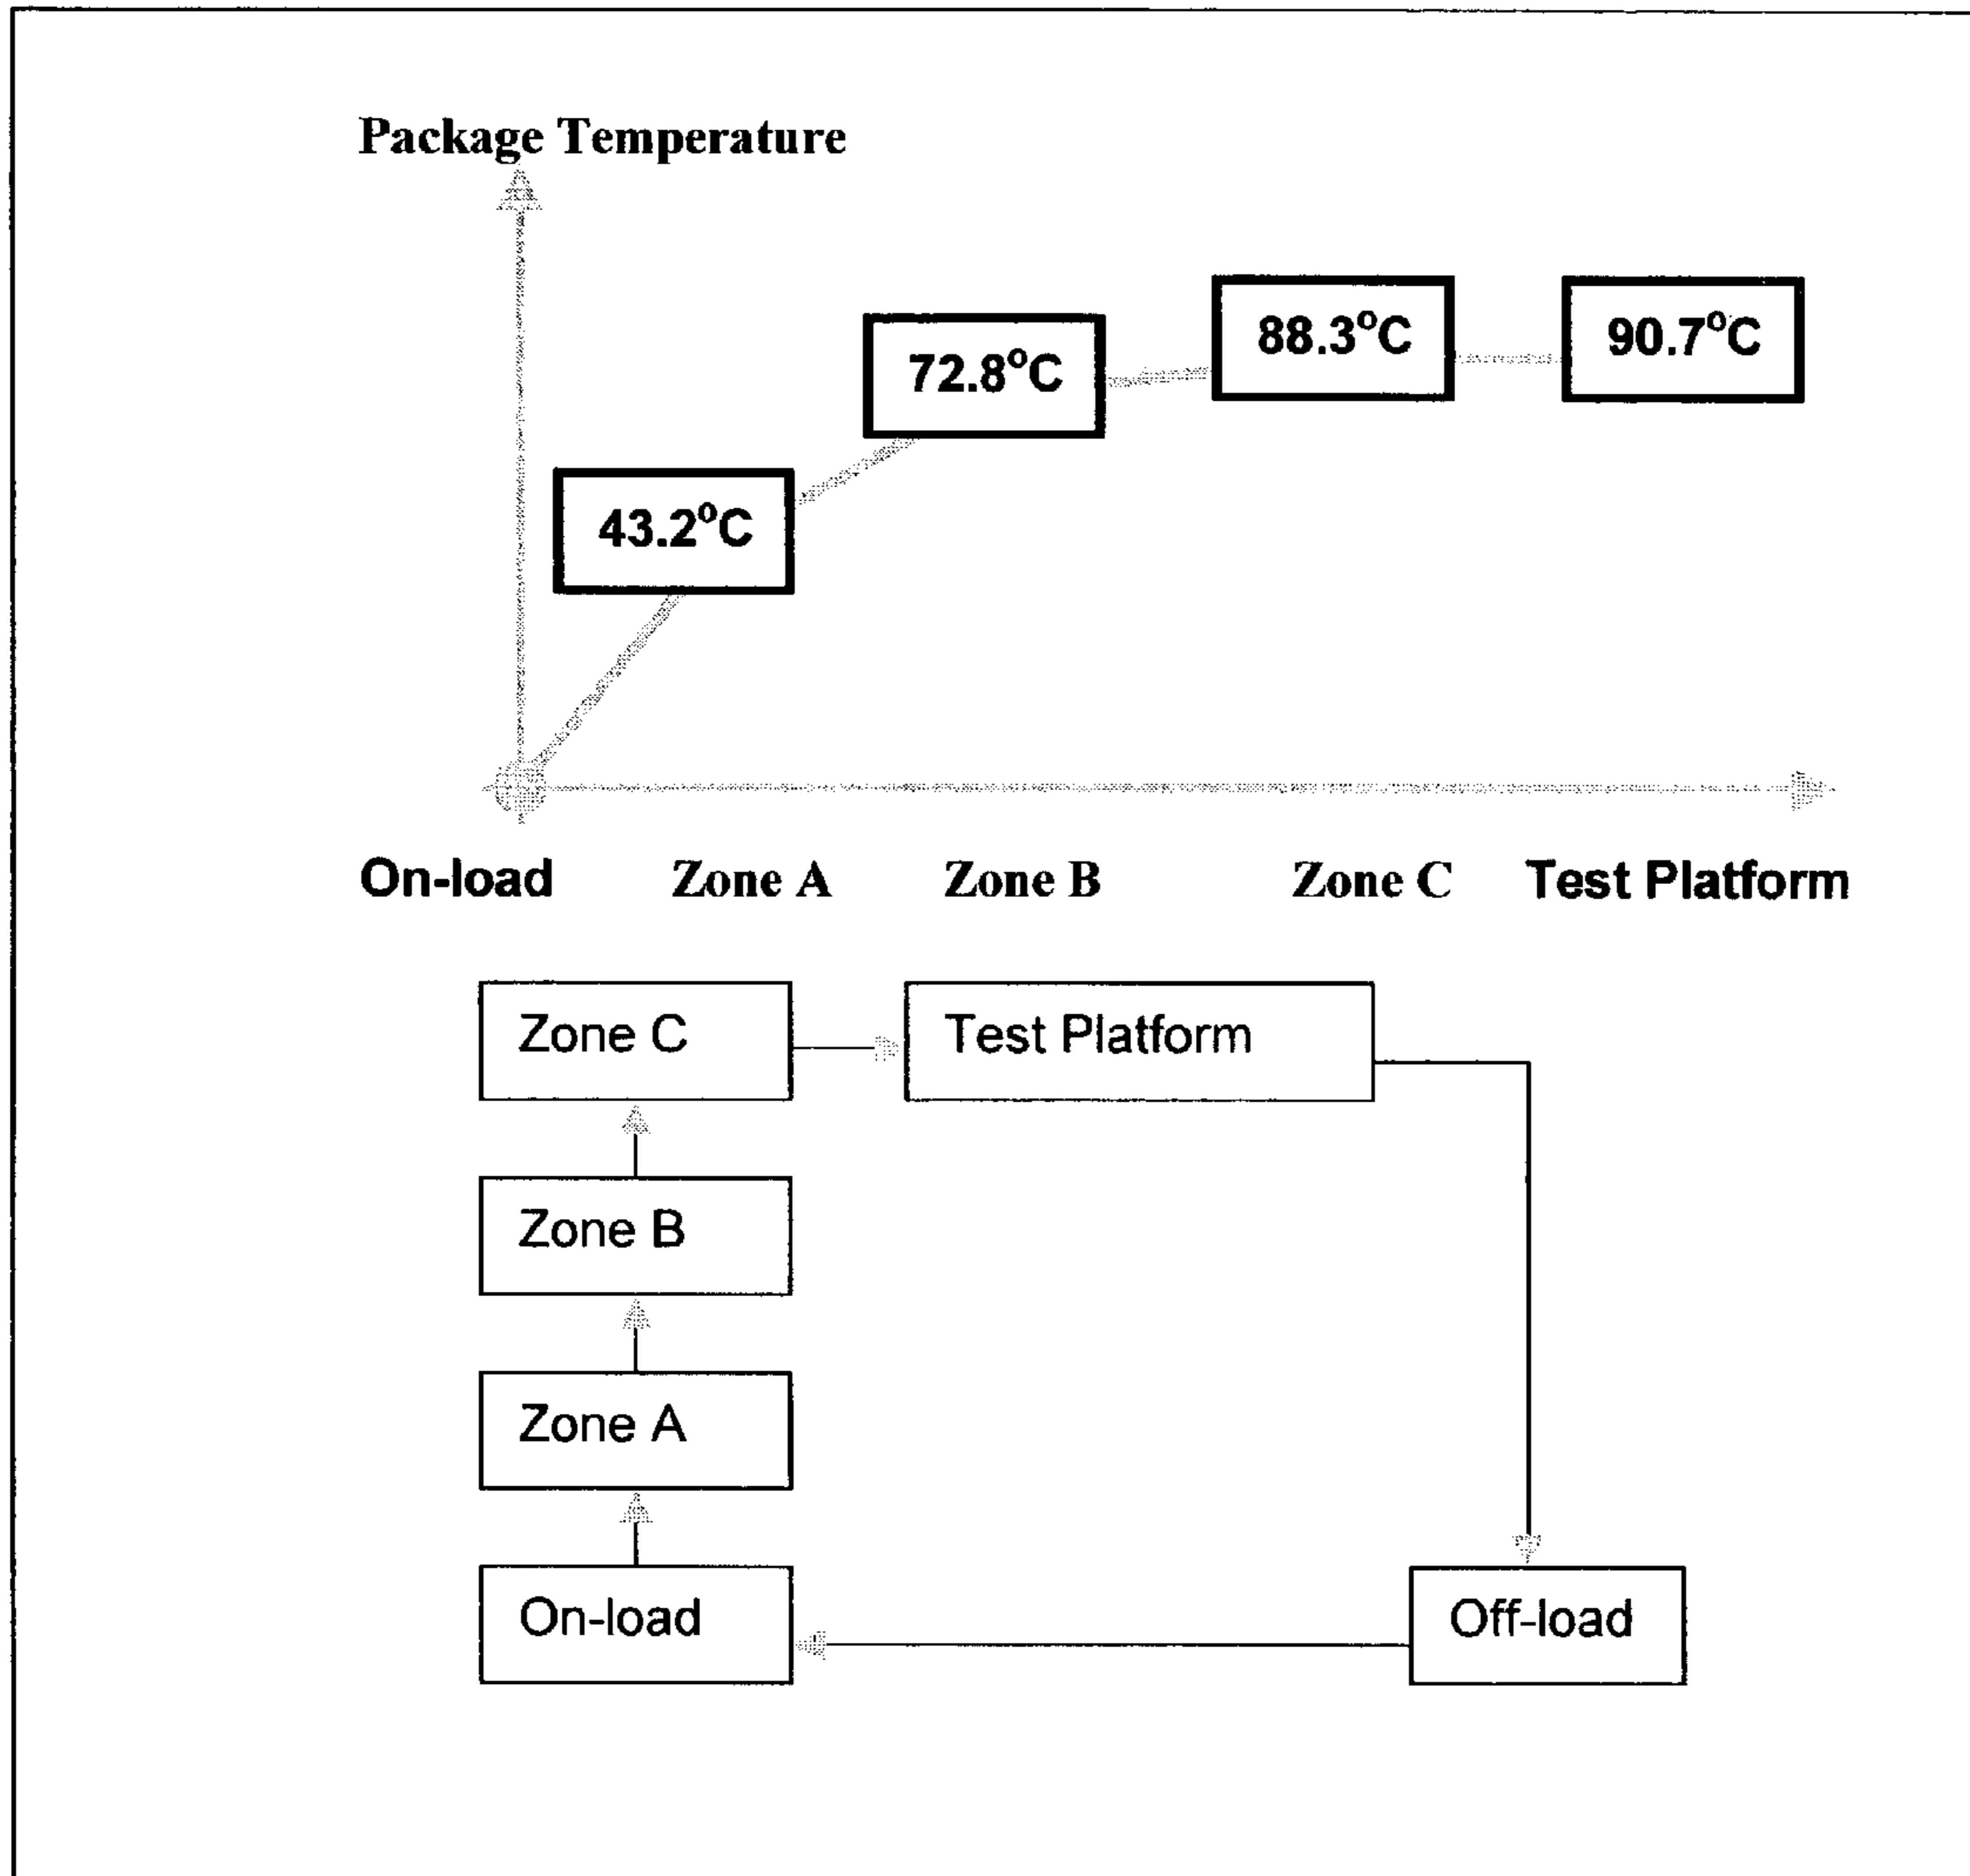 Package Temperature
88.3°C
90.7°C
72.8°C
43.2°C
On-load Zone A Zone B Zone C Test Platform
Zone C Test Platform
Zone B
Zone A
On-load Off-load